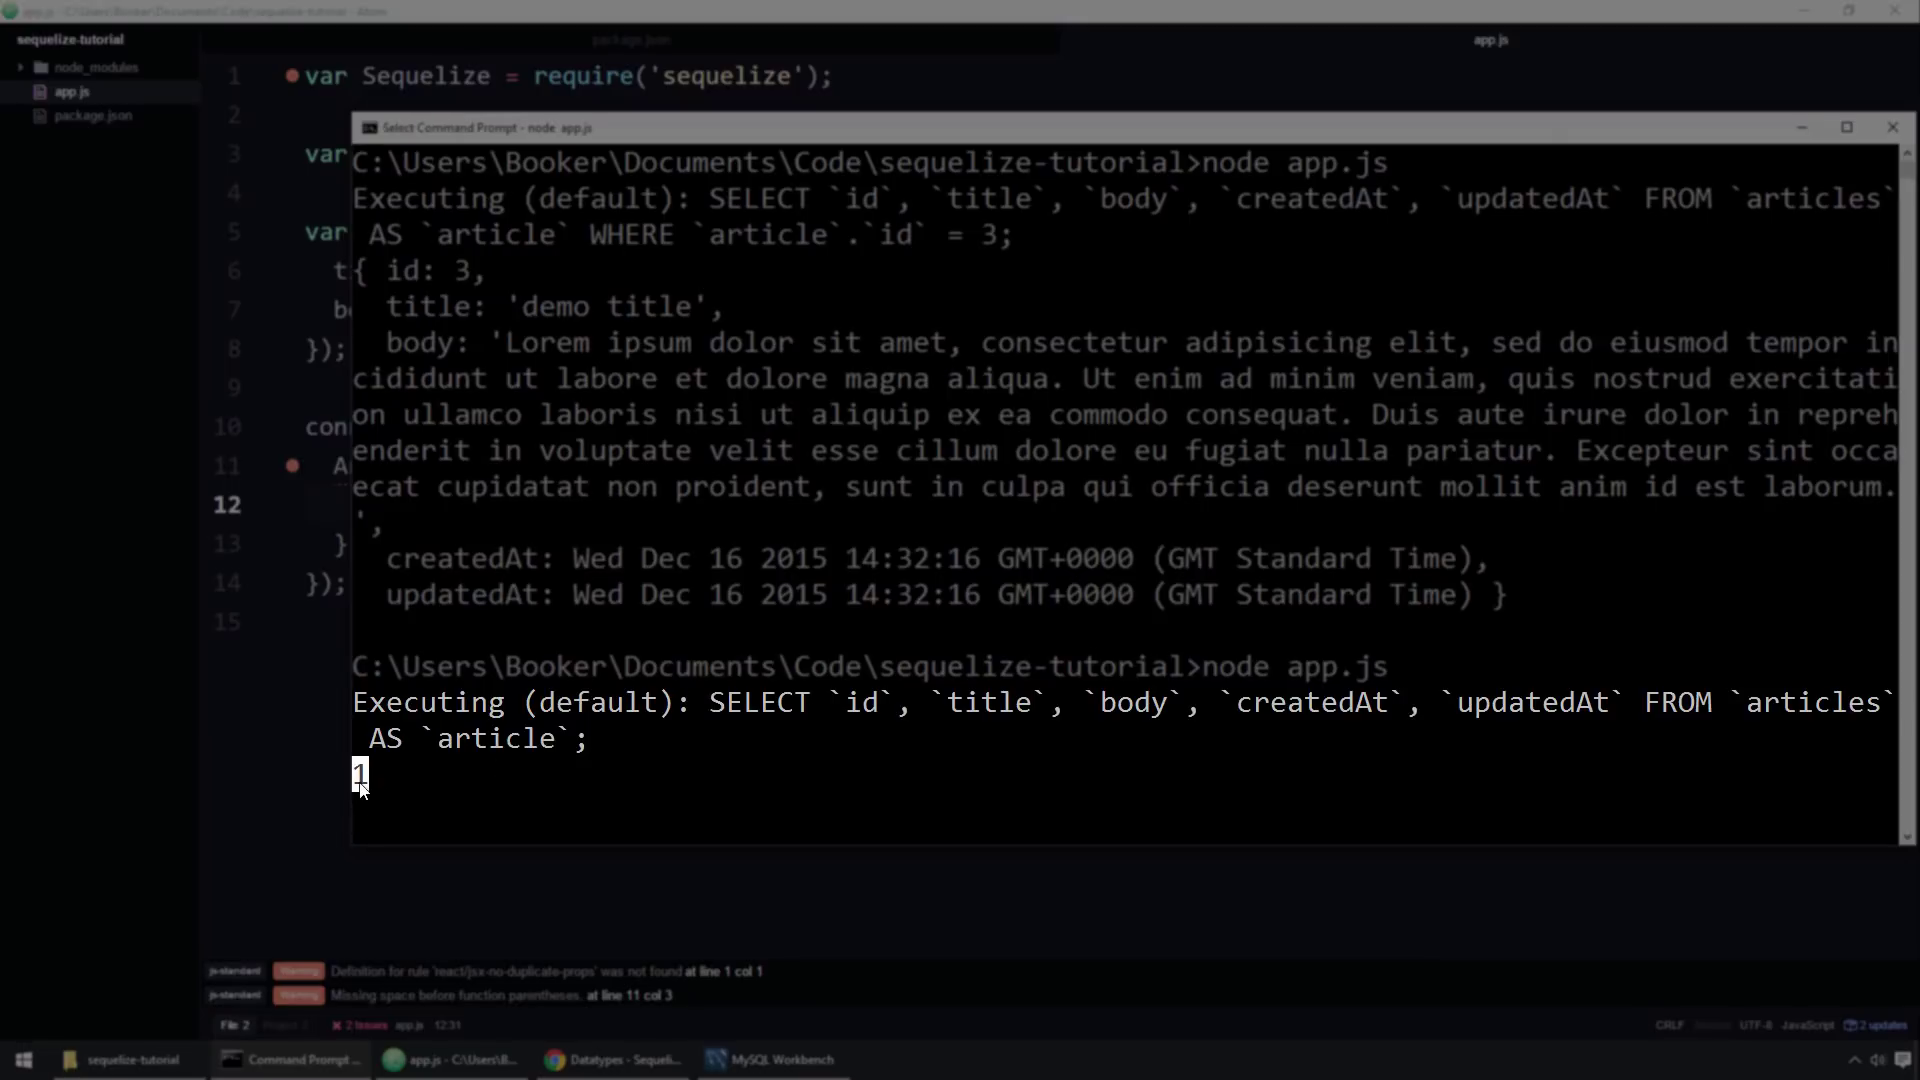 app.js - C:\Users\Booker\Documents\Code\sequelize-tutorial - Atom
sequelize-tutorial
package.json
app.js
node_modules
app.js
package.json
1 var Sequelize = require('sequelize');
2
3 var
4
5 var
6 t
7 bo
8 });
9
10 conn
11 A
12
13 }
14 });
15
Select Command Prompt - node app.js
C:\Users\Booker\Documents\Code\sequelize-tutorial>node app.js
Executing (default): SELECT `id`, `title`, `body`, `createdAt`, `updatedAt` FROM `articles`
AS `article` WHERE `article`.`id` = 3;
{ id: 3,
title: 'demo title',
body: 'Lorem ipsum dolor sit amet, consectetur adipisicing elit, sed do eiusmod tempor in
cididunt ut labore et dolore magna aliqua. Ut enim ad minim veniam, quis nostrud exercitati
on ullamco laboris nisi ut aliquip ex ea commodo consequat. Duis aute irure dolor in repreh
enderit in voluptate velit esse cillum dolore eu fugiat nulla pariatur. Excepteur sint occa
ecat cupidatat non proident, sunt in culpa qui officia deserunt mollit anim id est laborum.
',
createdAt: Wed Dec 16 2015 14:32:16 GMT+0000 (GMT Standard Time),
updatedAt: Wed Dec 16 2015 14:32:16 GMT+0000 (GMT Standard Time) }
C:\Users\Booker\Documents\Code\sequelize-tutorial>node app.js
Executing (default): SELECT `id`, `title`, `body`, `createdAt`, `updatedAt` FROM `articles`
AS `article`;
1
js-standard Warning Definition for rule 'react/jsx-no-duplicate-props' was not found at line 1 col 1
js-standard Warning Missing space before function parentheses. at line 11 col 3
File 2 Project 2 2 Issues app.js 12:31 CRLF UTF-8 JavaScript 2 updates
sequelize-tutorial Command Prompt ... app.js - C:\Users\B... Datatypes - Sequeli... MySQL Workbench